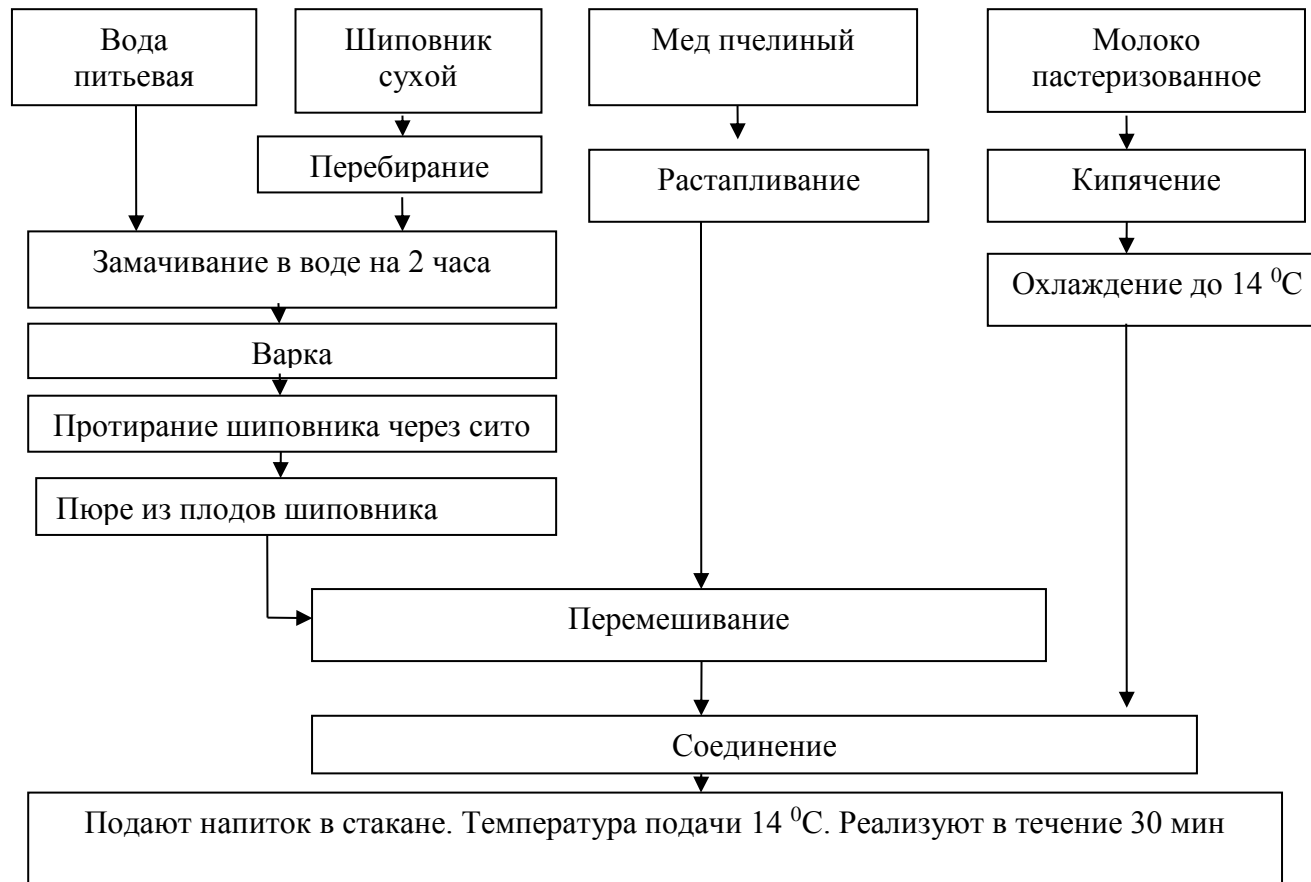 Вода
питьевая
Шиповник
сухой
Мед пчелиный
Молоко
пастеризованное
Перебирание
Растапливание
Кипячение
Замачивание в воде на 2 часа
Охлаждение до 14 ⁰С
Варка
Протирание шиповника через сито
Пюре из плодов шиповника
Перемешивание
Соединение
Подают напиток в стакане. Температура подачи 14 ⁰С. Реализуют в течение 30 мин